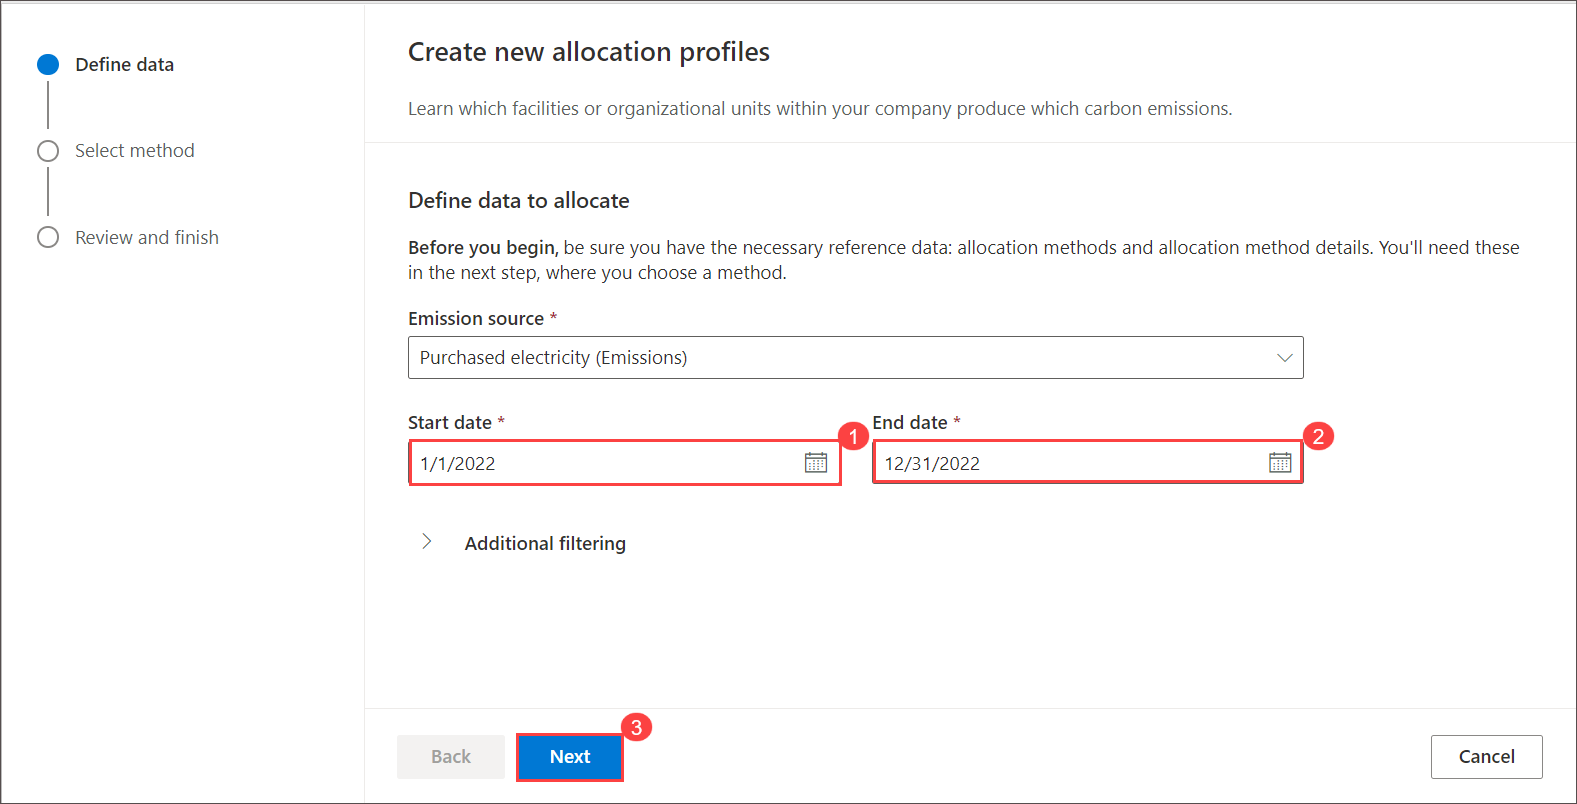 Define data
Select method
Review and finish
Create new allocation profiles
Learn which facilities or organizational units within your company produce which carbon emissions.
Define data to allocate
Before you begin, be sure you have the necessary reference data: allocation methods and allocation method details. You'll need these
in the next step, where you choose a method.
Emission source *
Purchased electricity (Emissions)
Start date *
1
End date *
2
1/1/2022
12/31/2022
Additional filtering
3
Back
Next
Cancel